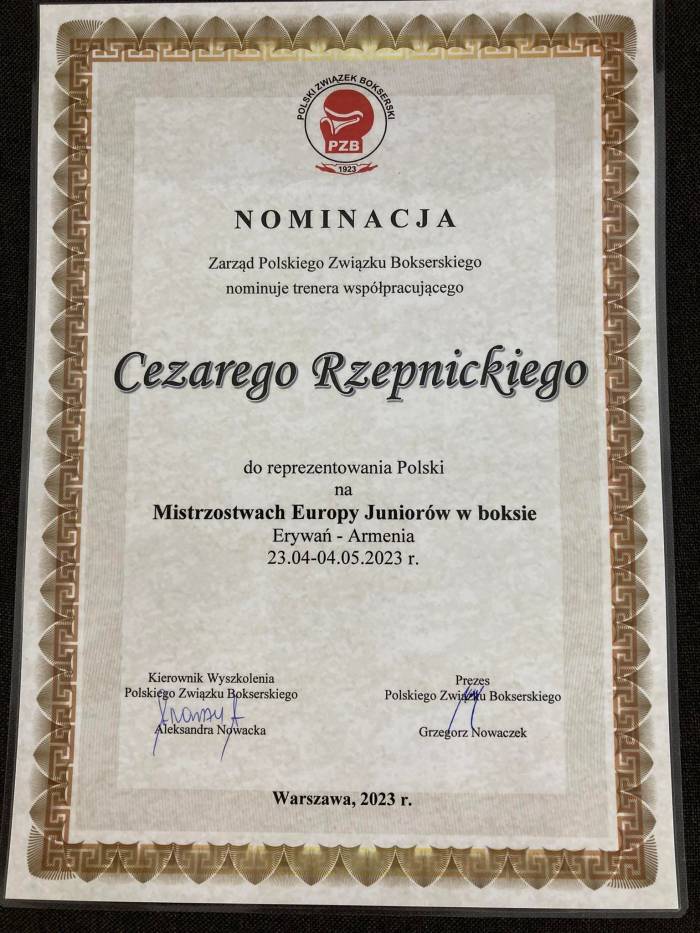 POLSKI ZWIĄZEK BOKSERSKI
PZB
1923
NOMINACJA
Zarząd Polskiego Związku Bokserskiego
nominuje trenera współpracującego
Cezarego Rzepnickiego
do reprezentowania Polski
na
Mistrzostwach Europy Juniorów w boksie
Erywań - Armenia
23.04-04.05.2023 r.
Kierownik Wyszkolenia
Polskiego Związku Bokserskiego
Aleksandra Nowacka
Prezes
Polskiego Związku Bokserskiego
Grzegorz Nowaczek
Warszawa, 2023 r.